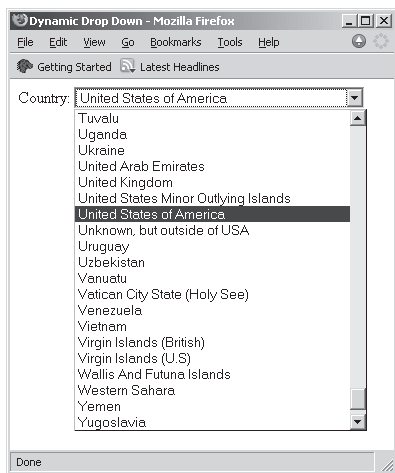 Dynamic Drop Down - Mozilla Firefox
File Edit View Go Bookmarks Tools Help
Getting Started Latest Headlines
Country: United States of America
Tuvalu
Uganda
Ukraine
United Arab Emirates
United Kingdom
United States Minor Outlying Islands
United States of America
Unknown, but outside of USA
Uruguay
Uzbekistan
Vanuatu
Vatican City State (Holy See)
Venezuela
Vietnam
Virgin Islands (British)
Virgin Islands (U.S)
Wallis And Futuna Islands
Western Sahara
Yemen
Yugoslavia
Done